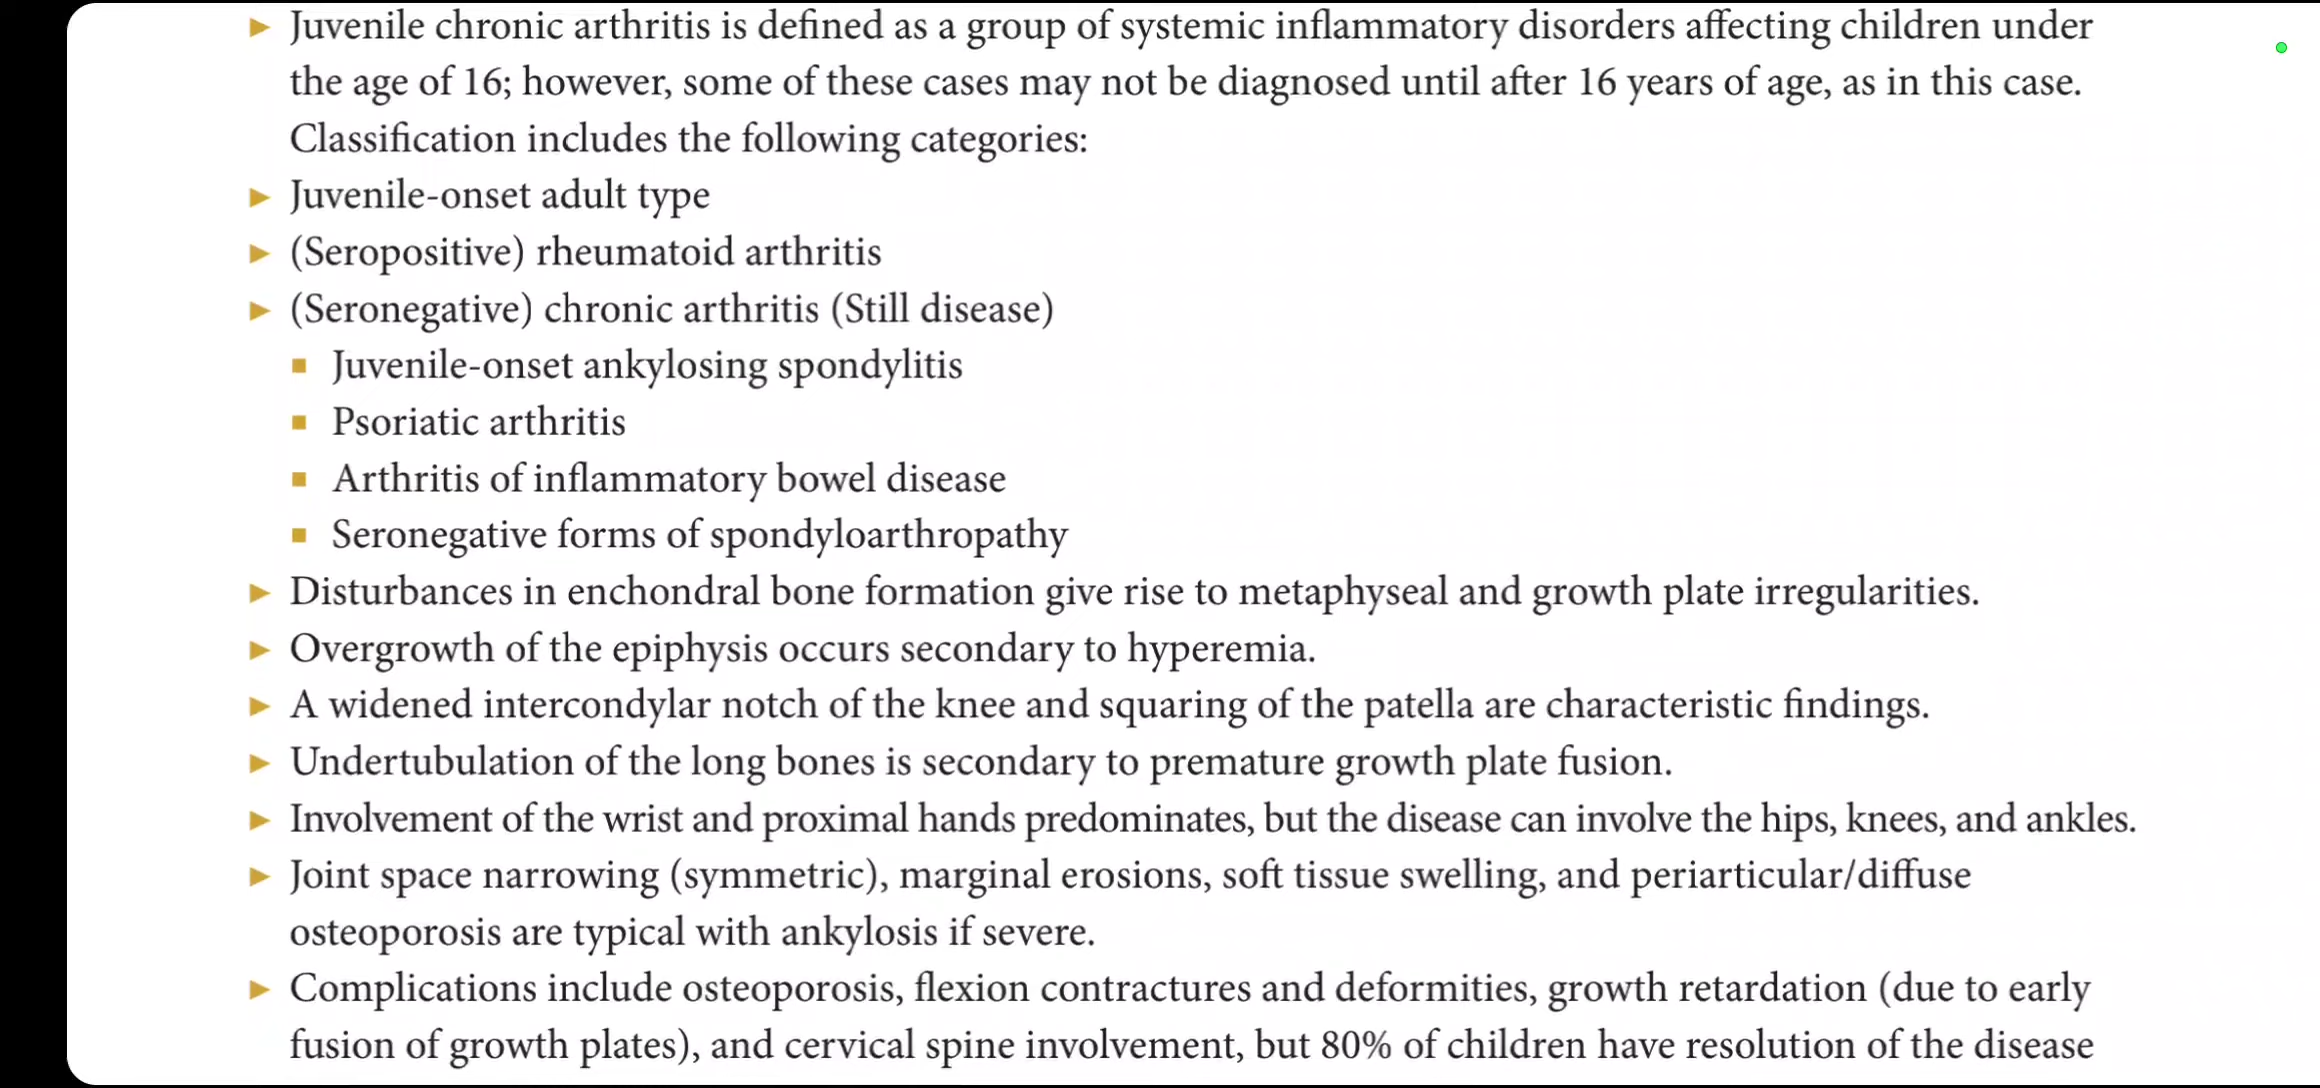 ► Juvenile chronic arthritis is defined as a group of systemic inflammatory disorders affecting children under
the age of 16; however, some of these cases may not be diagnosed until after 16 years of age, as in this case.
Classification includes the following categories:
► Juvenile-onset adult type
► (Seropositive) rheumatoid arthritis
► (Seronegative) chronic arthritis (Still disease)
■ Juvenile-onset ankylosing spondylitis
■ Psoriatic arthritis
■ Arthritis of inflammatory bowel disease
■ Seronegative forms of spondyloarthropathy
► Disturbances in enchondral bone formation give rise to metaphyseal and growth plate irregularities.
► Overgrowth of the epiphysis occurs secondary to hyperemia.
► A widened intercondylar notch of the knee and squaring of the patella are characteristic findings.
► Undertubulation of the long bones is secondary to premature growth plate fusion.
► Involvement of the wrist and proximal hands predominates, but the disease can involve the hips, knees, and ankles.
► Joint space narrowing (symmetric), marginal erosions, soft tissue swelling, and periarticular/diffuse
osteoporosis are typical with ankylosis if severe.
► Complications include osteoporosis, flexion contractures and deformities, growth retardation (due to early
fusion of growth plates), and cervical spine involvement, but 80% of children have resolution of the disease